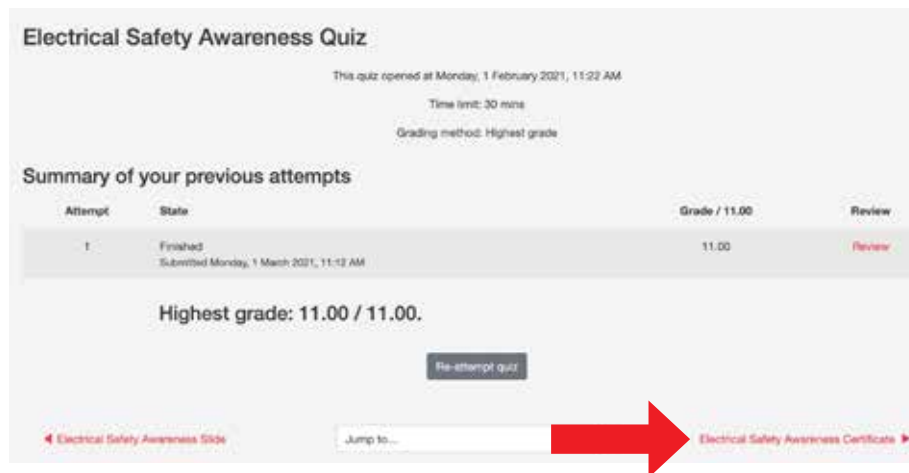 Electrical Safety Awareness Quiz
This quiz opened at Monday, 1 February 2021, 11:22 AM
Time limit: 30 mins
Grading method: Highest grade
Summary of your previous attempts
Attempt State Grade / 11.00 Review
1 Finished 11.00 Review
Submitted Monday, 1 March 2021, 11:12 AM
Highest grade: 11.00 / 11.00.
Re-attempt quiz
◀ Electrical Safety Awareness Slide Jump to... Electrical Safety Awareness Certificate ▶